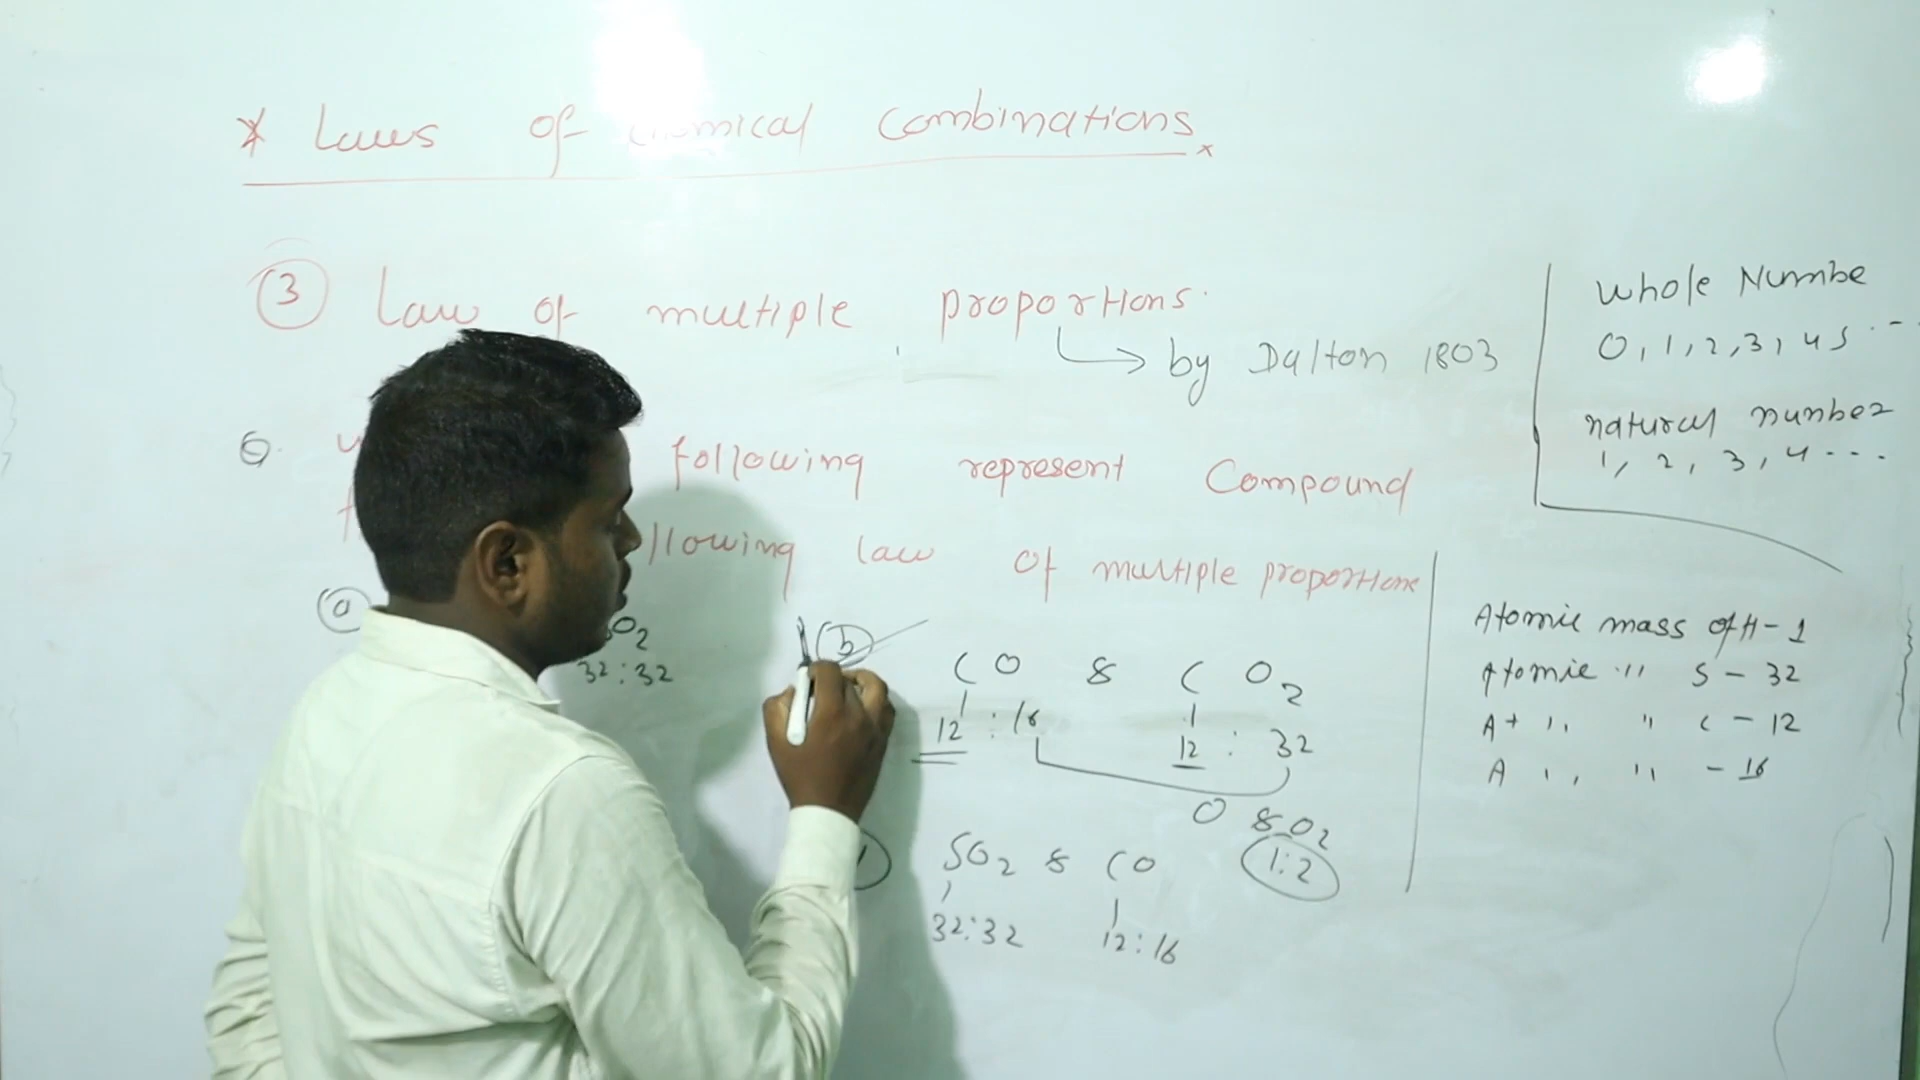 * Laws of chemical Combinations x
3 Law of multiple proportions.
by Dalton 1803
Q. following represent Compound
llowing law of multiple proportions
a
O2
32:32
b
CO & CO2
12 : 16 12 : 32
O & O2
1:2
SO2 & CO
32:32 12:16
Whole Numbe
0, 1, 2, 3, 4 5 . - -
natural number
1, 2, 3, 4 - - -
Atomic mass of H - 1
Atomic " S - 32
At " " C - 12
A " " - 16